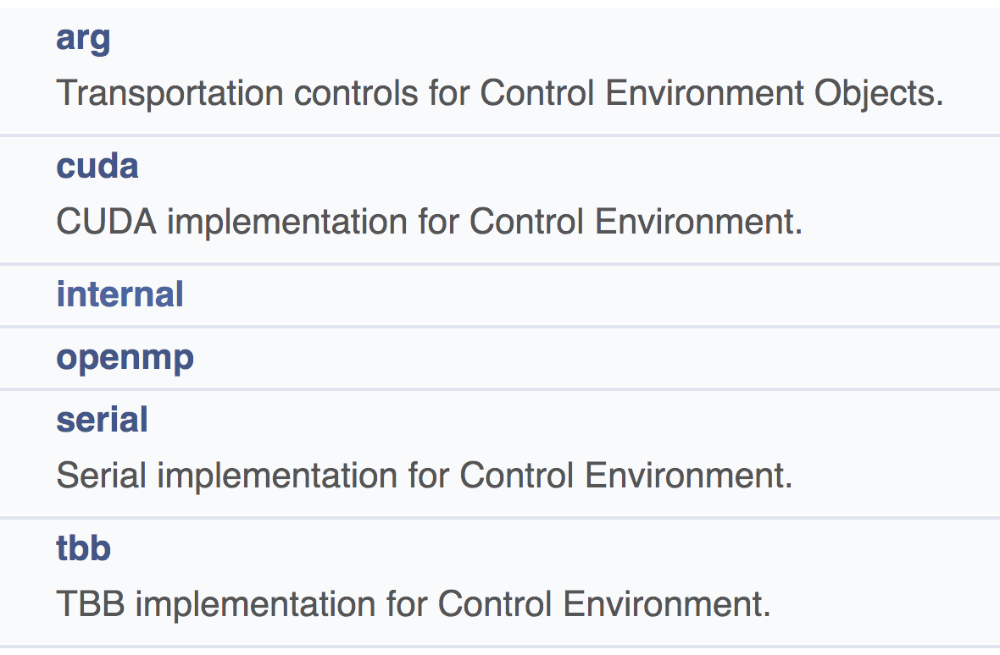 arg
Transportation controls for Control Environment Objects.
cuda
CUDA implementation for Control Environment.
internal
openmp
serial
Serial implementation for Control Environment.
tbb
TBB implementation for Control Environment.